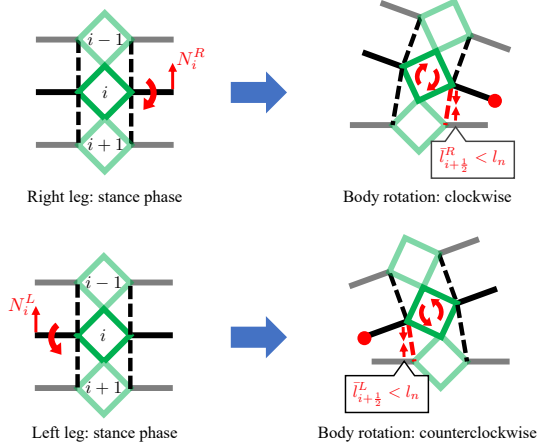 i − 1
N_i^R
i
i + 1
l̄^R_{i+1/2} < l_n
Right leg: stance phase
Body rotation: clockwise
i − 1
N_i^L
i
i + 1
l̄^L_{i+1/2} < l_n
Left leg: stance phase
Body rotation: counterclockwise